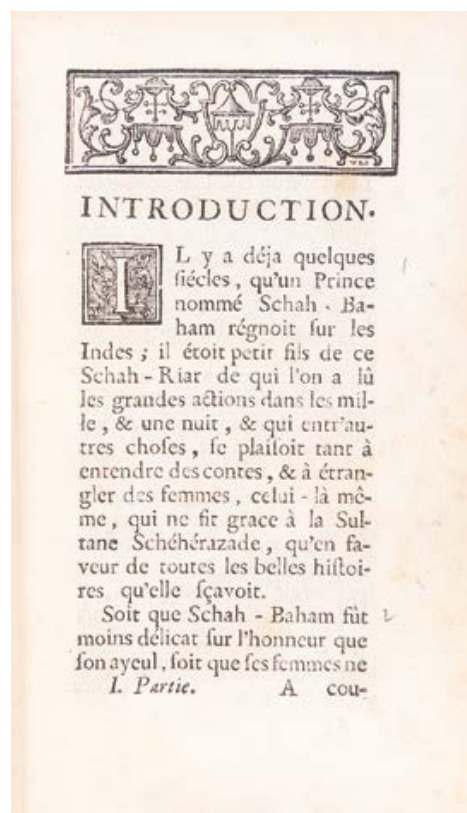 INTRODUCTION.
IL y a déja quelques
siécles, qu'un Prince
nommé Schah-Ba-
ham régnoit sur les
Indes; il étoit petit fils de ce
Schah-Riar de qui l'on a lû
les grandes actions dans les mil-
le, & une nuit, & qui entr'au-
tres choses, se plaisoit tant à
entendre des contes, & à étran-
gler des femmes, celui-là mê-
me, qui ne fit grace à la Sul-
tane Schéhérazade, qu'en fa-
veur de toutes les belles histoi-
res qu'elle sçavoit.
Soit que Schah-Baham fût
moins délicat sur l'honneur que
son ayeul, soit que ses femmes ne
I. Partie. A cou-